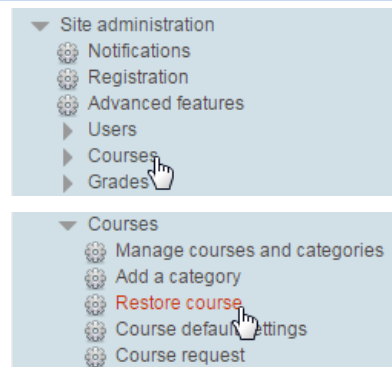 Site administration
Notifications
Registration
Advanced features
Users
Courses
Grades
Courses
Manage courses and categories
Add a category
Restore course
Course default settings
Course request